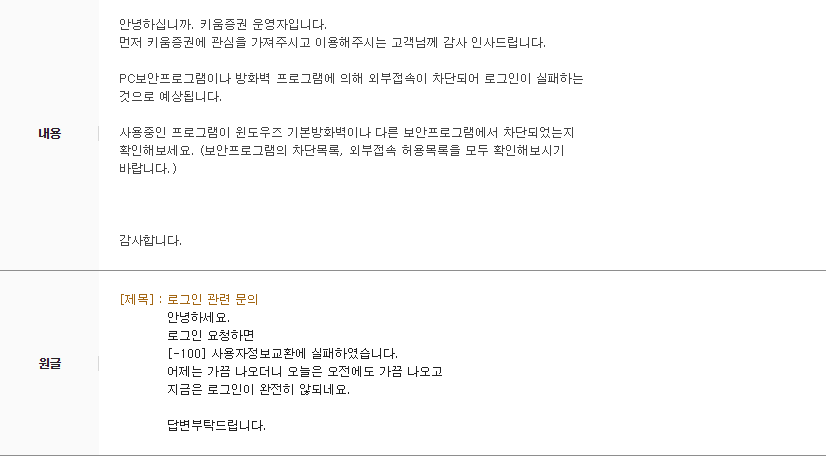 안녕하십니까. 키움증권 운영자입니다.
먼저 키움증권에 관심을 가져주시고 이용해주시는 고객님께 감사 인사드립니다.
PC보안프로그램이나 방화벽 프로그램에 의해 외부접속이 차단되어 로그인이 실패하는
것으로 예상됩니다.
내용
사용중인 프로그램이 윈도우즈 기본방화벽이나 다른 보안프로그램에서 차단되었는지
확인해보세요. (보안프로그램의 차단목록, 외부접속 허용목록을 모두 확인해보시기
바랍니다.)
감사합니다.
[제목] : 로그인 관련 문의
안녕하세요.
로그인 요청하면
[-100] 사용자정보교환에 실패하였습니다.
원글
어제는 가끔 나오더니 오늘은 오전에도 가끔 나오고
지금은 로그인이 완전히 않되네요.
답변부탁드립니다.